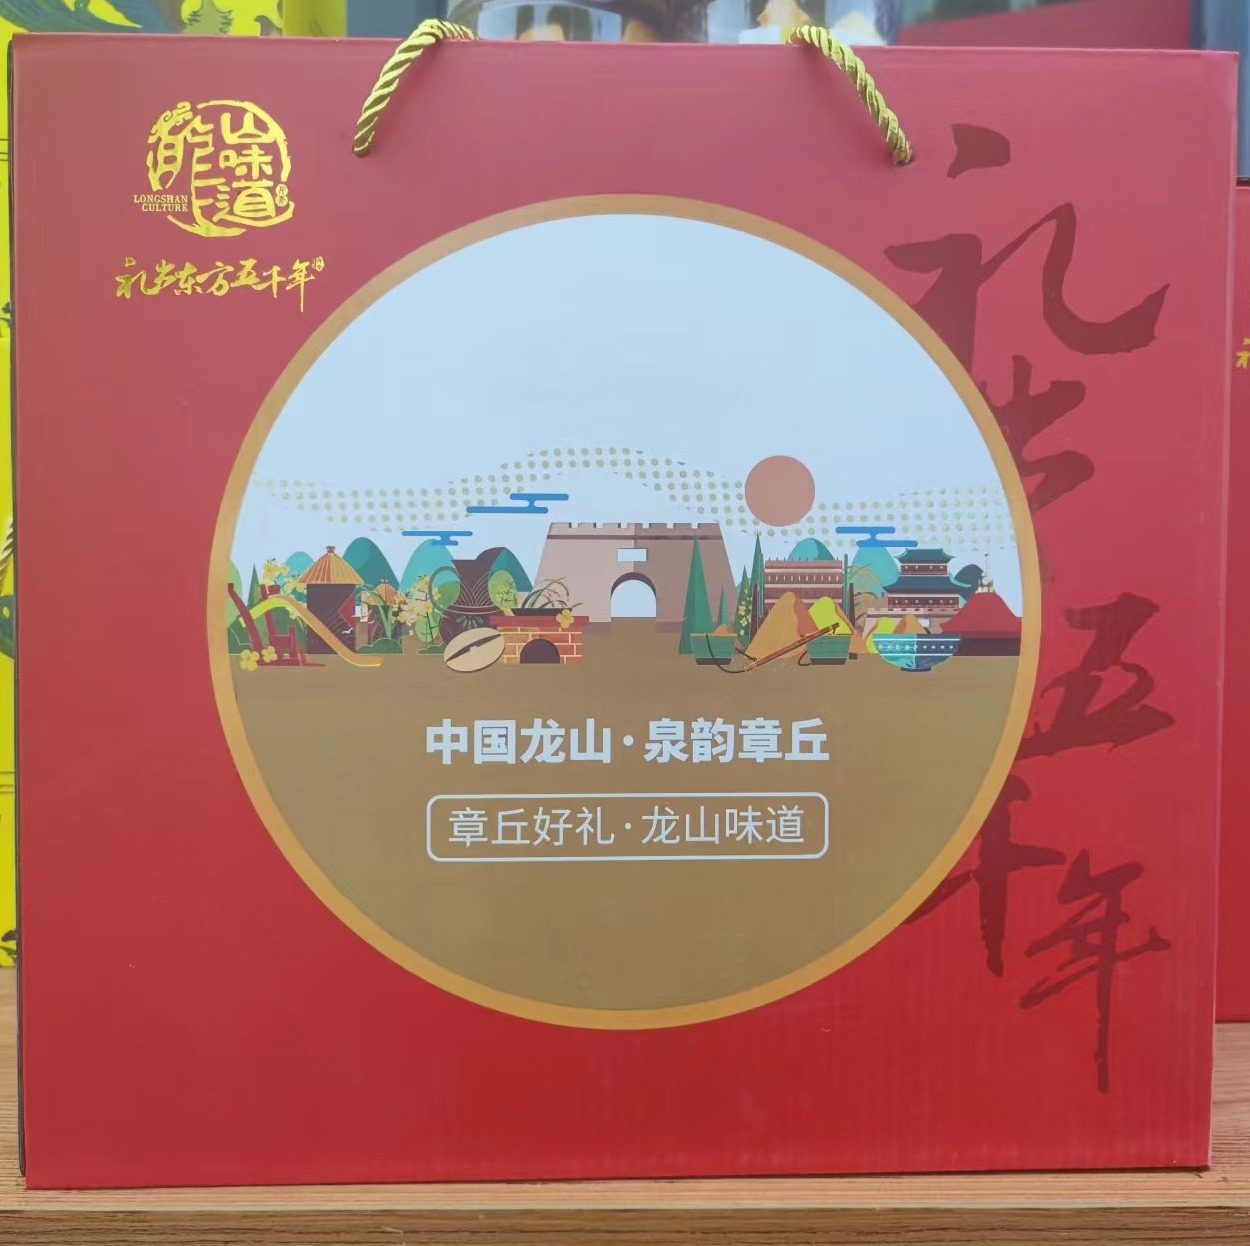 龍山味道
LONGSHAN
CULTURE
礼出东方五千年
礼出
五千年
中国龙山·泉韵章丘
章丘好礼·龙山味道